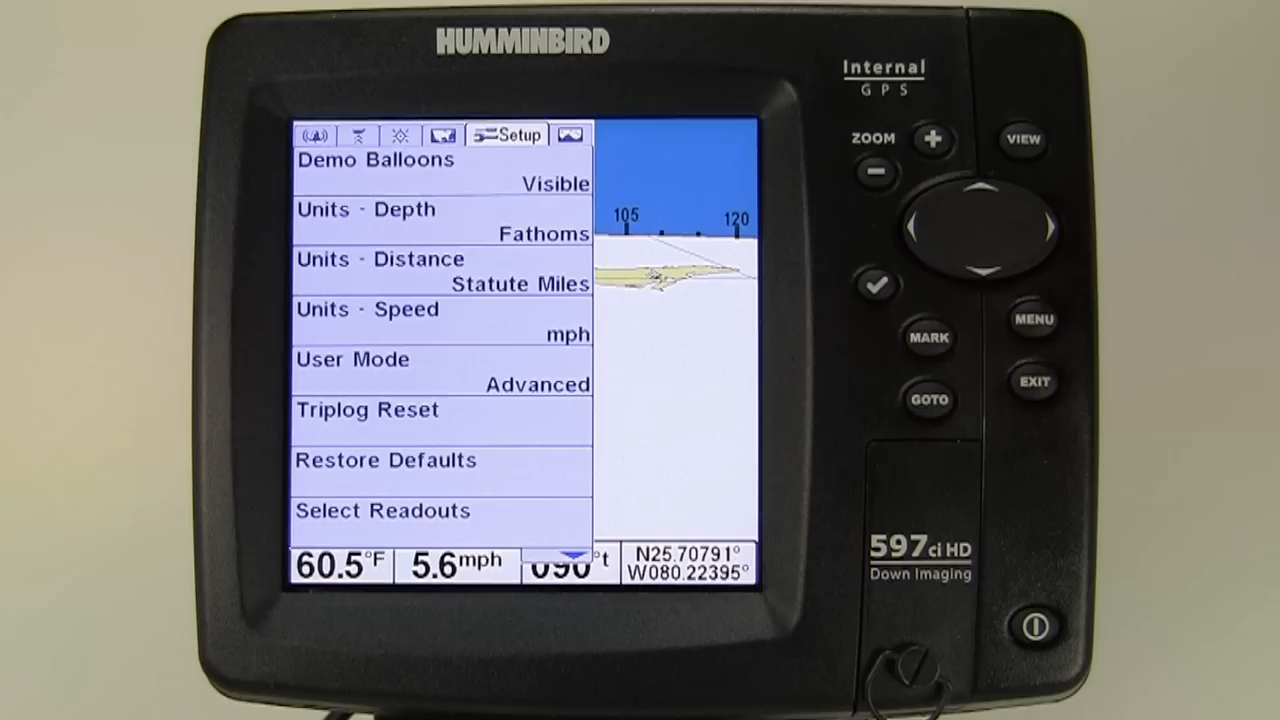 HUMMINBIRD
Internal
GPS
Setup
Demo Balloons
Visible
Units - Depth
Fathoms
Units - Distance
Statute Miles
Units - Speed
mph
User Mode
Advanced
Triplog Reset
Restore Defaults
Select Readouts
105
120
60.5°F
5.6mph
090°t
N25.70791°
W080.22395°
ZOOM
+
-
VIEW
MARK
MENU
GOTO
EXIT
597ci HD
Down Imaging